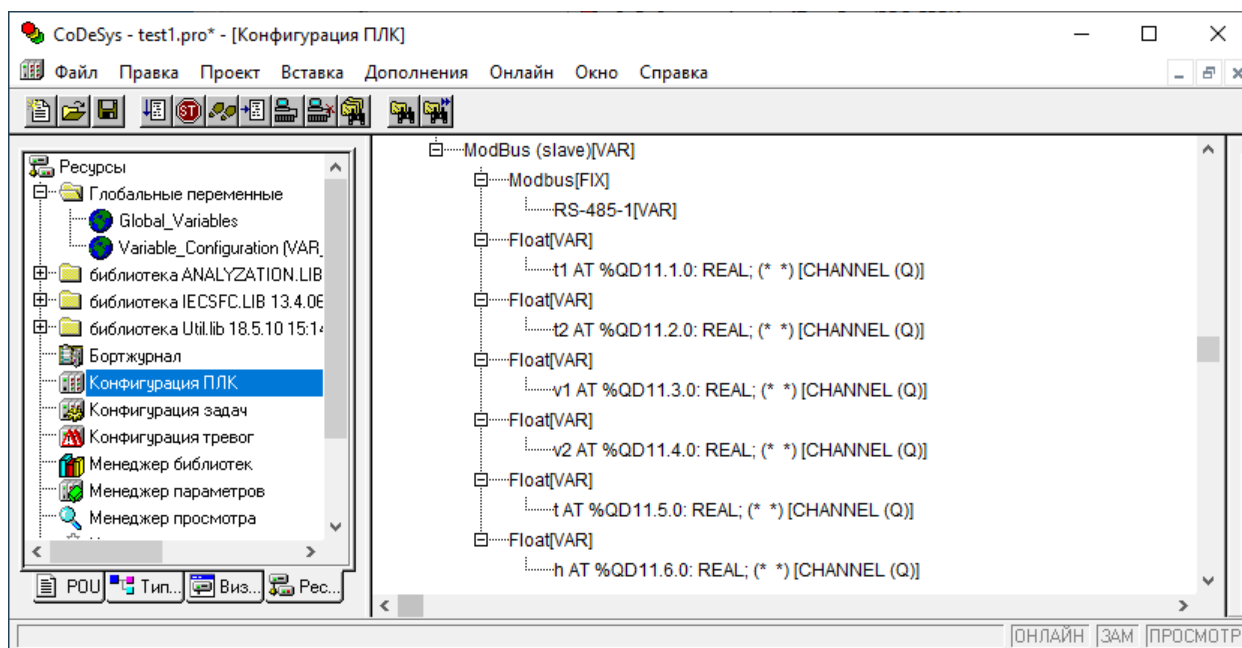 CoDeSys - test1.pro* - [Конфигурация ПЛК]
Файл Правка Проект Вставка Дополнения Онлайн Окно Справка
Ресурсы
Глобальные переменные
Global_Variables
Variable_Configuration (VAR_
библиотека ANALYZATION.LIB
библиотека IECSFC.LIB 13.4.06
библиотека Util.lib 18.5.10 15:14
Бортжурнал
Конфигурация ПЛК
Конфигурация задач
Конфигурация тревог
Менеджер библиотек
Менеджер параметров
Менеджер просмотра
POU Тип... Виз... Рес...
ModBus (slave)[VAR]
Modbus[FIX]
RS-485-1[VAR]
Float[VAR]
t1 AT %QD11.1.0: REAL; (* *) [CHANNEL (Q)]
Float[VAR]
t2 AT %QD11.2.0: REAL; (* *) [CHANNEL (Q)]
Float[VAR]
v1 AT %QD11.3.0: REAL; (* *) [CHANNEL (Q)]
Float[VAR]
v2 AT %QD11.4.0: REAL; (* *) [CHANNEL (Q)]
Float[VAR]
t AT %QD11.5.0: REAL; (* *) [CHANNEL (Q)]
Float[VAR]
h AT %QD11.6.0: REAL; (* *) [CHANNEL (Q)]
ОНЛАЙН ЗАМ ПРОСМОТР